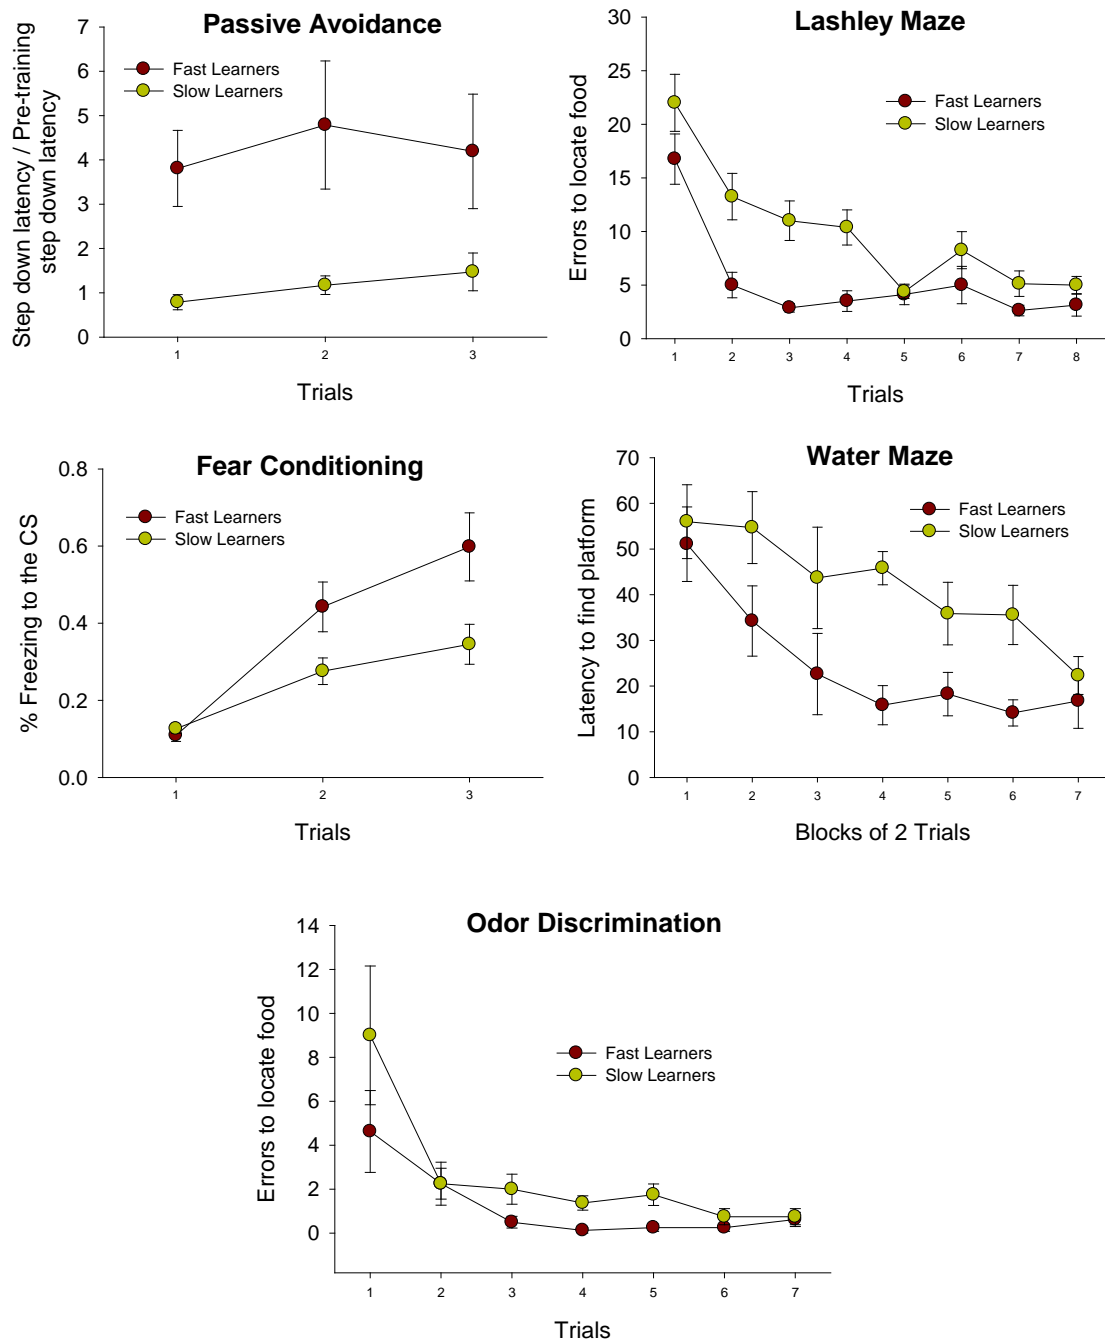 Passive Avoidance
Fast Learners
Slow Learners
Step down latency / Pre-training
step down latency
7
6
5
4
3
2
1
0
1 2 3
Trials
Lashley Maze
Fast Learners
Slow Learners
Errors to locate food
30
25
20
15
10
5
0
1 2 3 4 5 6 7 8
Trials
Fear Conditioning
Fast Learners
Slow Learners
% Freezing to the CS
0.8
0.6
0.4
0.2
0.0
1 2 3
Trials
Water Maze
Fast Learners
Slow Learners
Latency to find platform
70
60
50
40
30
20
10
0
1 2 3 4 5 6 7
Blocks of 2 Trials
Odor Discrimination
Fast Learners
Slow Learners
Errors to locate food
14
12
10
8
6
4
2
0
1 2 3 4 5 6 7
Trials